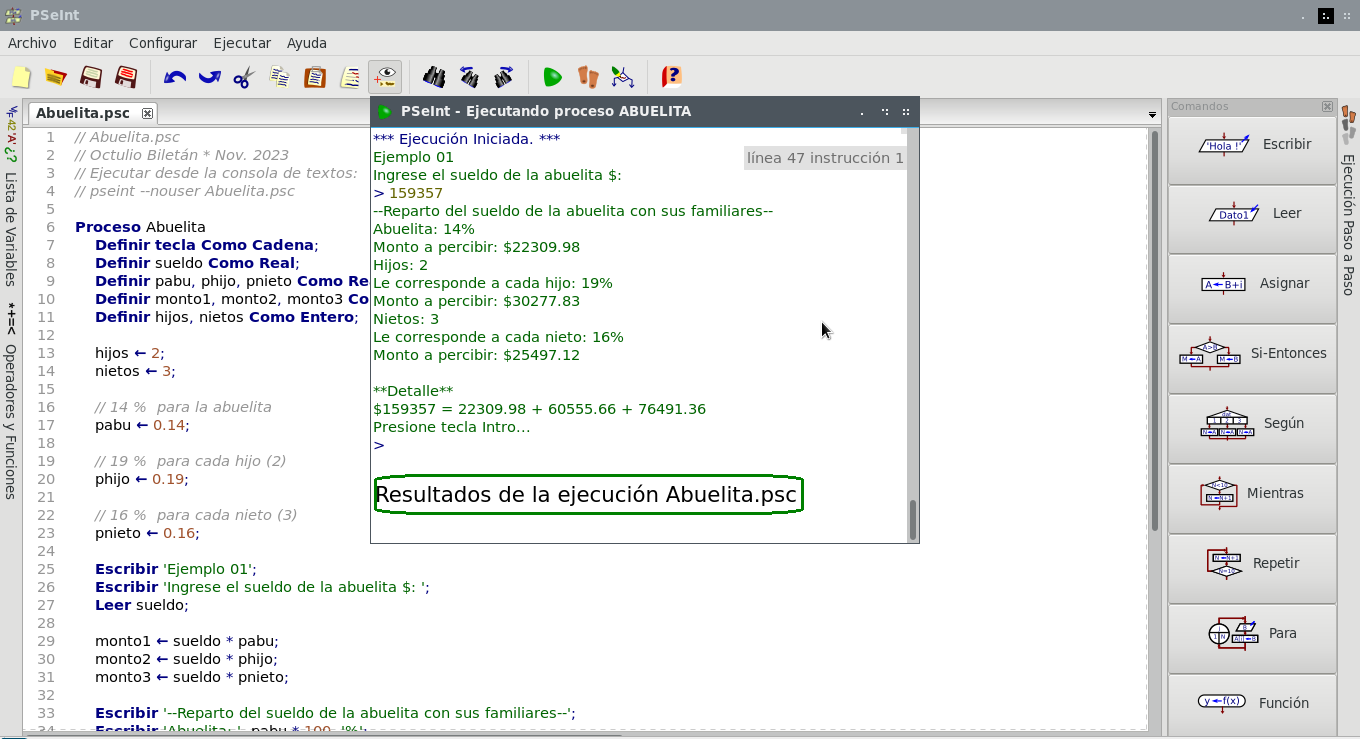 PSeInt
Archivo Editar Configurar Ejecutar Ayuda
Abuelita.psc
Lista de Variables
*+=< Operadores y Funciones
1 // Abuelita.psc
2 // Octulio Biletán * Nov. 2023
3 // Ejecutar desde la consola de textos:
4 // pseint --nouser Abuelita.psc
5
6 Proceso Abuelita
7 Definir tecla Como Cadena;
8 Definir sueldo Como Real;
9 Definir pabu, phijo, pnieto Como Re
10 Definir monto1, monto2, monto3 Co
11 Definir hijos, nietos Como Entero;
12
13 hijos ← 2;
14 nietos ← 3;
15
16 // 14 % para la abuelita
17 pabu ← 0.14;
18
19 // 19 % para cada hijo (2)
20 phijo ← 0.19;
21
22 // 16 % para cada nieto (3)
23 pnieto ← 0.16;
24
25 Escribir 'Ejemplo 01';
26 Escribir 'Ingrese el sueldo de la abuelita $: ';
27 Leer sueldo;
28
29 monto1 ← sueldo * pabu;
30 monto2 ← sueldo * phijo;
31 monto3 ← sueldo * pnieto;
32
33 Escribir '--Reparto del sueldo de la abuelita con sus familiares--';
34 Escribir 'Abuelita: ', pabu * 100, '%';
PSeInt - Ejecutando proceso ABUELITA
*** Ejecución Iniciada. ***
línea 47 instrucción 1
Ejemplo 01
Ingrese el sueldo de la abuelita $:
> 159357
--Reparto del sueldo de la abuelita con sus familiares--
Abuelita: 14%
Monto a percibir: $22309.98
Hijos: 2
Le corresponde a cada hijo: 19%
Monto a percibir: $30277.83
Nietos: 3
Le corresponde a cada nieto: 16%
Monto a percibir: $25497.12
**Detalle**
$159357 = 22309.98 + 60555.66 + 76491.36
Presione tecla Intro...
>
Resultados de la ejecución Abuelita.psc
Comandos
'Hola !' Escribir
Dato1 Leer
A←B+i Asignar
A>B M←A M←B Si-Entonces
Según
Mientras
Repetir
Para
y←f(x) Función
Ejecución Paso a Paso